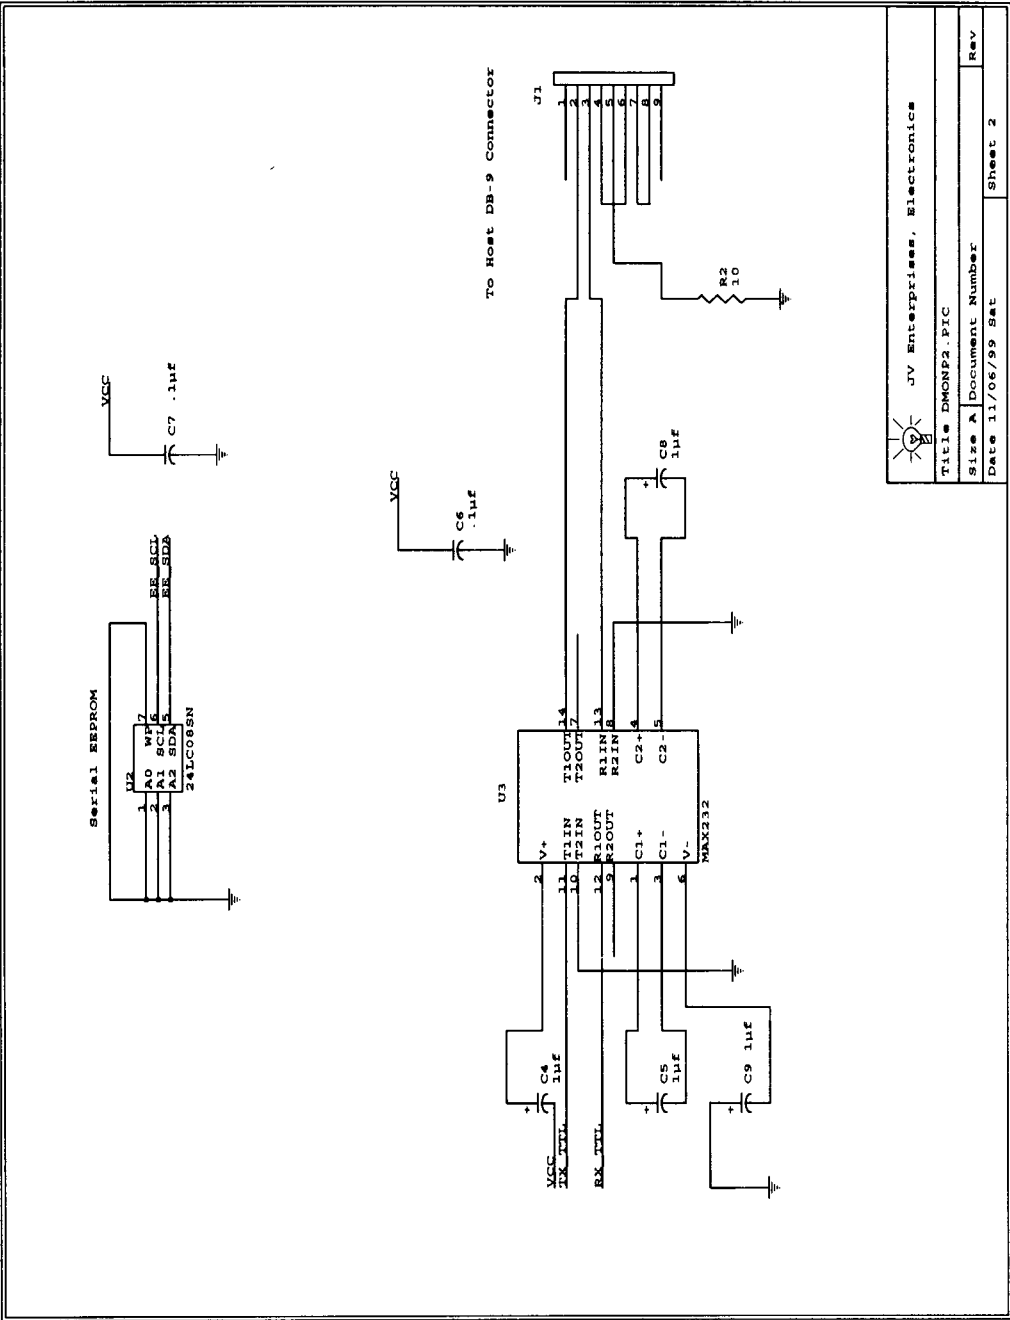 Serial EEPROM
U2
1 A0 WP 7
2 A1 SCL 6
3 A2 SDA 5
24LC08SN
EE_SCL
EE_SDA
VCC
C7 .1µf
VCC
C6
.1µf
To Host DB-9 Connector
J1
1
2
3
4
5
6
7
8
9
R2
10
U3
2 V+
11 T1IN T1OUT 14
10 T2IN T2OUT 7
12 R1OUT R1IN 13
9 R2OUT R2IN 8
1 C1+ C2+ 4
3 C1- C2- 5
6 V-
MAX232
+
C4
1µf
VCC
TX_TTL
RX_TTL
+
C5
1µf
+
C9 1µf
+
C8
1µf
JV Enterprises, Electronics
Title DMONP2.PIC
Size A Document Number Rev
Date 11/06/99 Sat Sheet 2